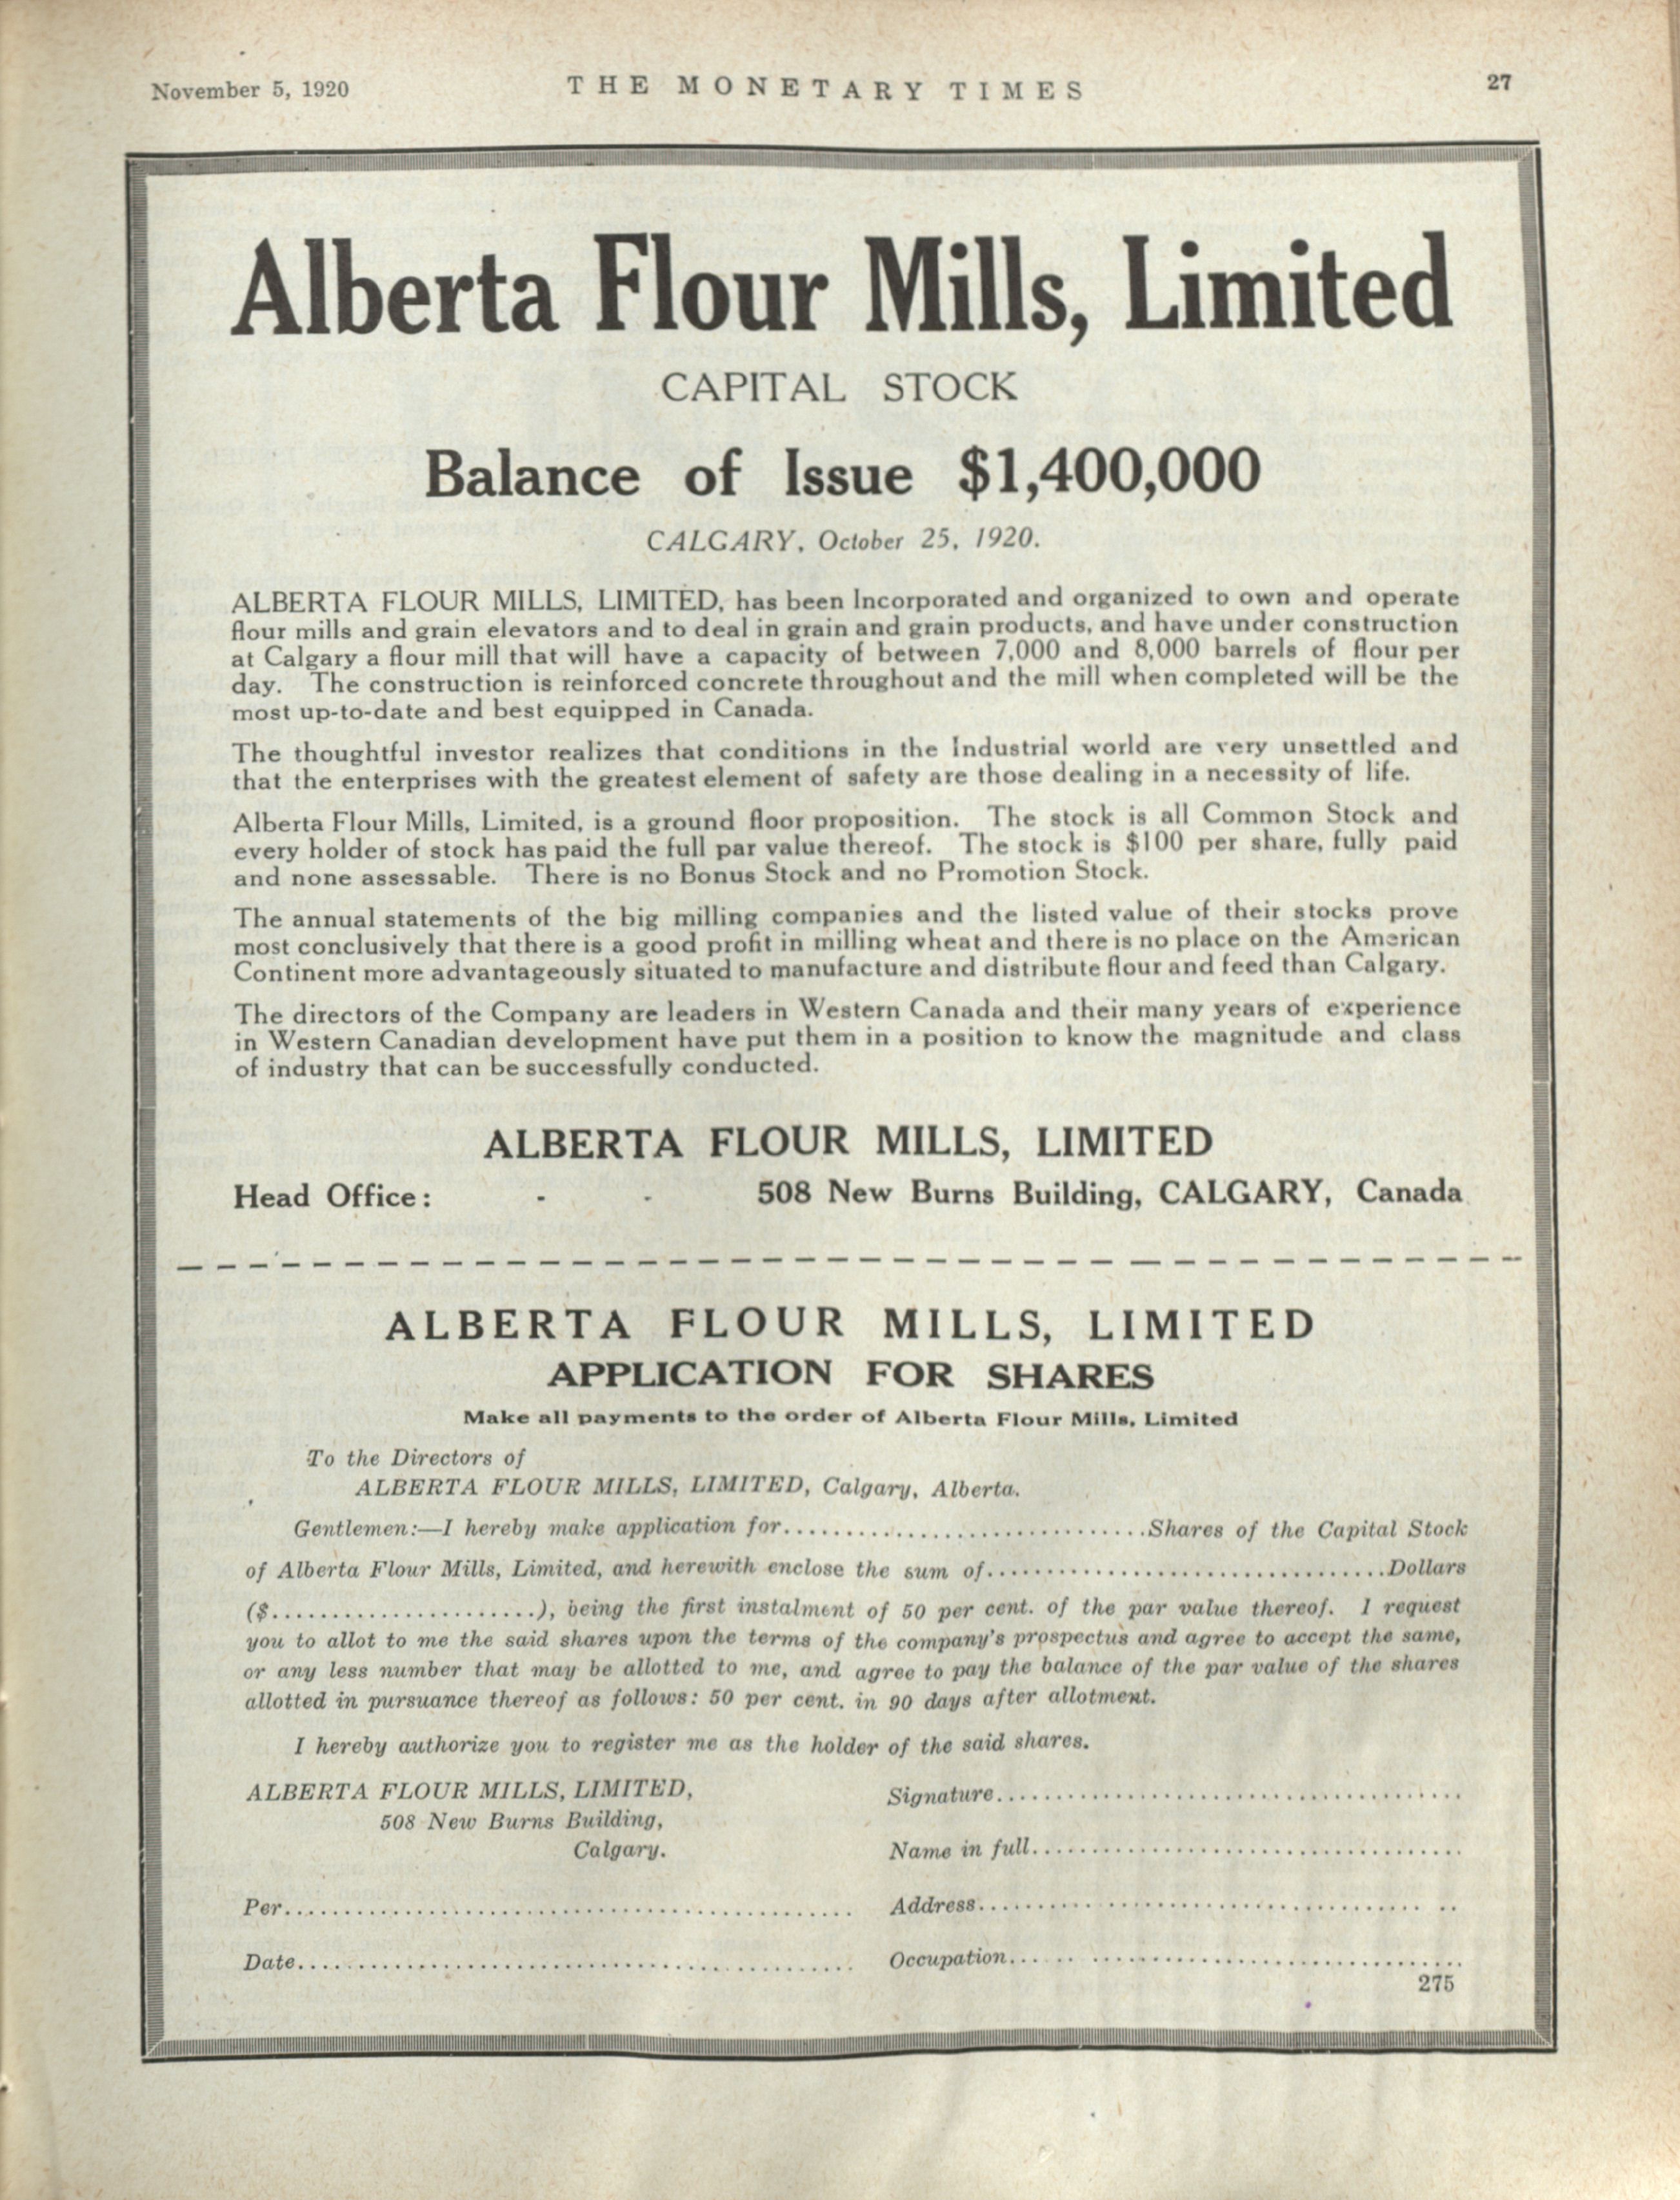 November 5, 1920
THE MONETARY TIMES
27
Alberta Flour Mills, Limited
CAPITAL STOCK
Balance of Issue $1,400,000
CALGARY, October 25, 1920.
ALBERTA FLOUR MILLS, LIMITED, has been Incorporated and organized to own and operate
flour mills and grain elevators and to deal in grain and grain products, and have under construction
at Calgary a flour mill that will have a capacity of between 7,000 and 8,000 barrels of flour per
day. The construction is reinforced concrete throughout and the mill when completed will be the
most up-to-date and best equipped in Canada.
The thoughtful investor realizes that conditions in the Industrial world are very unsettled and
that the enterprises with the greatest element of safety are those dealing in a necessity of life.
Alberta Flour Mills, Limited, is a ground floor proposition. The stock is all Common Stock and
every holder of stock has paid the full par value thereof. The stock is $100 per share, fully paid
and none assessable. There is no Bonus Stock and no Promotion Stock.
The annual statements of the big milling companies and the listed value of their stocks prove
most conclusively that there is a good profit in milling wheat and there is no place on the American
Continent more advantageously situated to manufacture and distribute flour and feed than Calgary.
The directors of the Company are leaders in Western Canada and their many years of experience
in Western Canadian development have put them in a position to know the magnitude and class
of industry that can be successfully conducted.
ALBERTA FLOUR MILLS, LIMITED
Head Office: - - 508 New Burns Building, CALGARY, Canada
ALBERTA FLOUR MILLS, LIMITED
APPLICATION FOR SHARES
Make all payments to the order of Alberta Flour Mills, Limited
To the Directors of
ALBERTA FLOUR MILLS, LIMITED, Calgary, Alberta.
Gentlemen:—I hereby make application for..............................Shares of the Capital Stock
of Alberta Flour Mills, Limited, and herewith enclose the sum of..................................Dollars
($......................), being the first instalment of 50 per cent. of the par value thereof. I request
you to allot to me the said shares upon the terms of the company's prospectus and agree to accept the same,
or any less number that may be allotted to me, and agree to pay the balance of the par value of the shares
allotted in pursuance thereof as follows: 50 per cent. in 90 days after allotment.
I hereby authorize you to register me as the holder of the said shares.
ALBERTA FLOUR MILLS, LIMITED,
508 New Burns Building,
Calgary.
Per...............................................
Date..............................................
Signature.......................................
Name in full....................................
Address.........................................
Occupation......................................
275